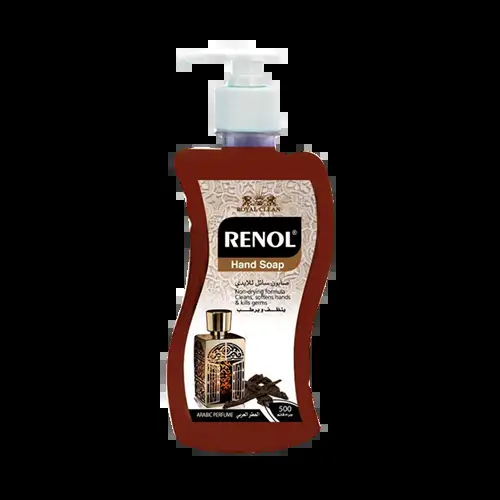 ROYAL CLEAN
RENOL®
Hand Soap
صابون سائل للايدي
Non-drying formula
Cleans, softens hands
& kills germs
ينظف و يرطب
ARABIC PERFUME العطر العربي
500